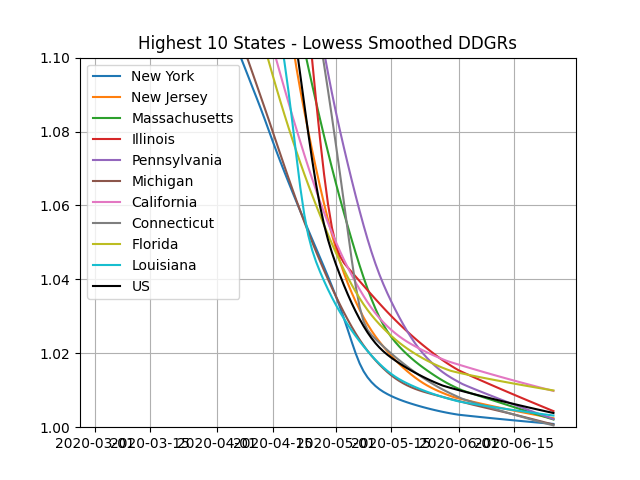 Highest 10 States - Lowess Smoothed DDGRs
1.10
1.08
1.06
1.04
1.02
1.00
New York
New Jersey
Massachusetts
Illinois
Pennsylvania
Michigan
California
Connecticut
Florida
Louisiana
US
2020-03-01 2020-03-15 2020-04-01 2020-04-15 2020-05-01 2020-05-15 2020-06-01 2020-06-15